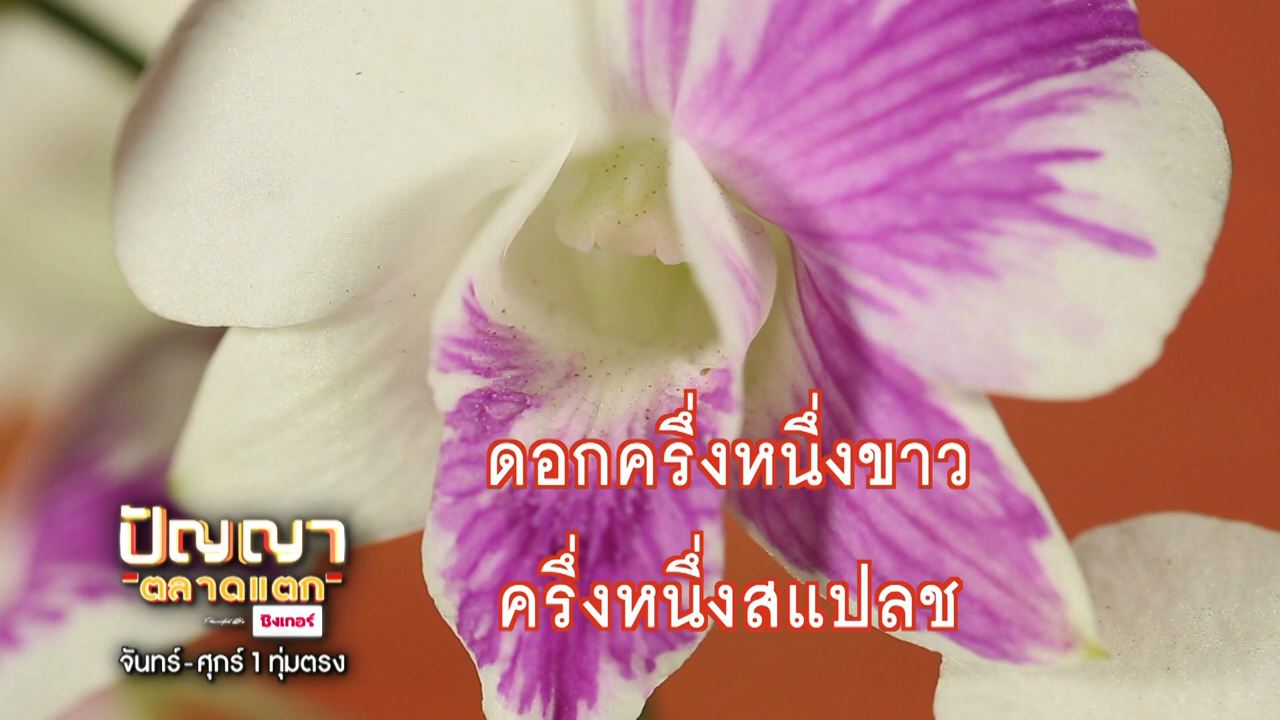 ดอกครึ่งหนึ่งขาว
ครึ่งหนึ่งสแปลช
ปัญญา
-ตลาดแตก-
ซิงเกอร์
จันทร์-ศุกร์ 1 ทุ่มตรง